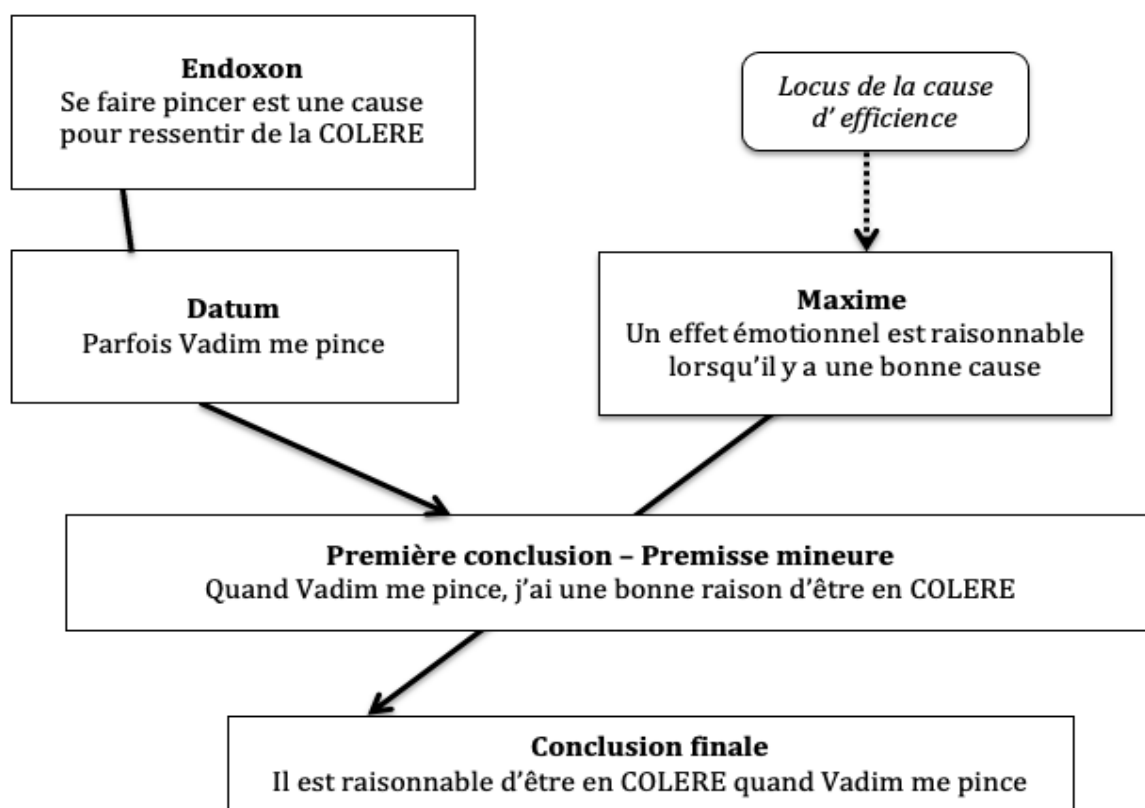 Endoxon
Se faire pincer est une cause
pour ressentir de la COLERE
Locus de la cause
d' efficience
Datum
Parfois Vadim me pince
Maxime
Un effet émotionnel est raisonnable
lorsqu'il y a une bonne cause
Première conclusion – Premisse mineure
Quand Vadim me pince, j'ai une bonne raison d'être en COLERE
Conclusion finale
Il est raisonnable d'être en COLERE quand Vadim me pince